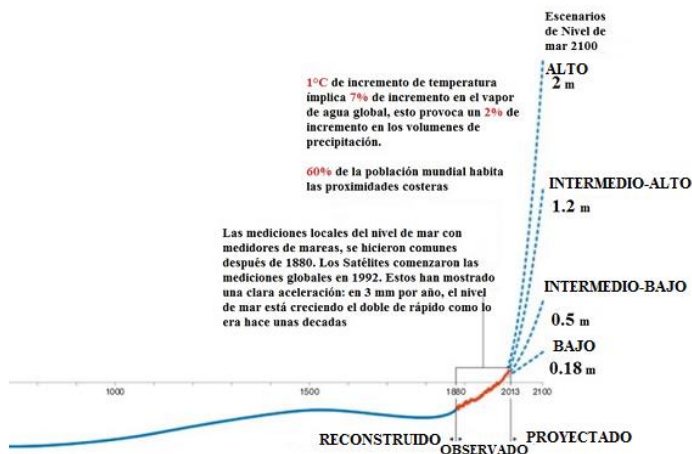 Escenarios
de Nivel de
mar 2100
ALTO
2 m
1°C de incremento de temperatura
ímplica 7% de incremento en el vapor
de agua global, esto provoca un 2% de
incremento en los volumenes de
precipitación.
60% de la población mundial habita
las proximidades costeras
INTERMEDIO-ALTO
1.2 m
Las mediciones locales del nivel de mar con
medidores de mareas, se hicieron comunes
después de 1880. Los Satélites comenzaron las
mediciones globales en 1992. Estos han mostrado
una clara aceleración: en 3 mm por año, el nivel
de mar está creciendo el doble de rápido como lo
era hace unas decadas
INTERMEDIO-BAJO
0.5 m
BAJO
0.18 m
1000 1500 1880 2013 2100
RECONSTRUIDO OBSERVADO PROYECTADO